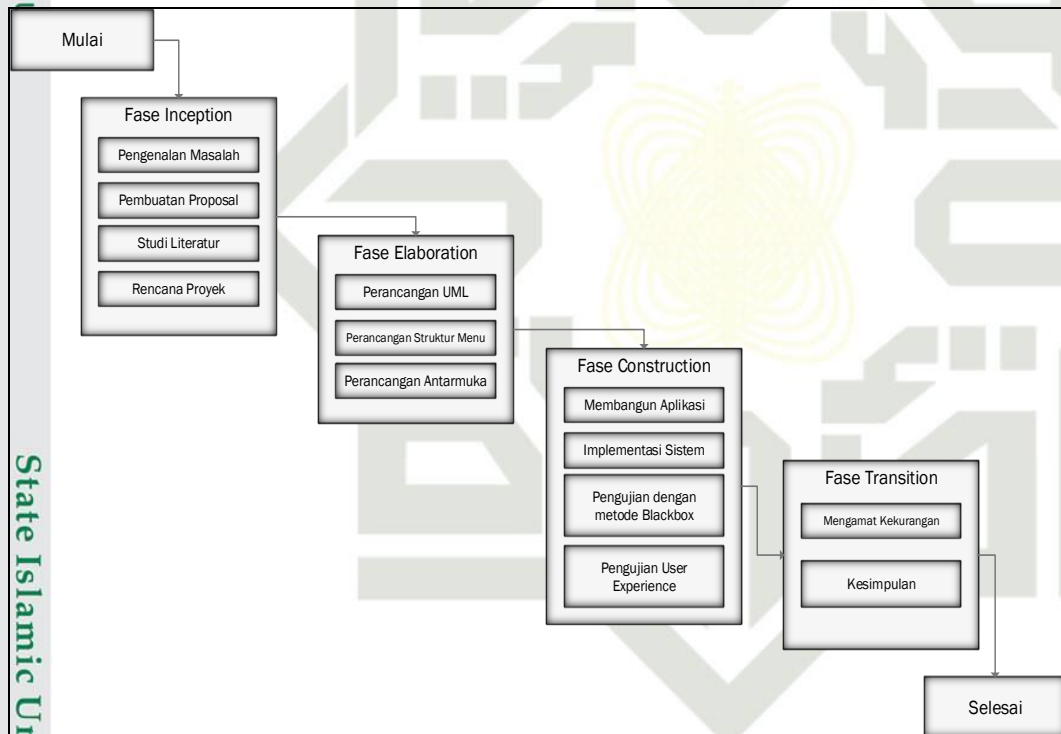 Mulai
Fase Inception
Pengenalan Masalah
Pembuatan Proposal
Studi Literatur
Rencana Proyek
Fase Elaboration
Perancangan UML
Perancangan Struktur Menu
Perancangan Antarmuka
Fase Construction
Membangun Aplikasi
Implementasi Sistem
Pengujian dengan
metode Blackbox
Pengujian User
Experience
Fase Transition
Mengamat Kekurangan
Kesimpulan
Selesai
State Islamic